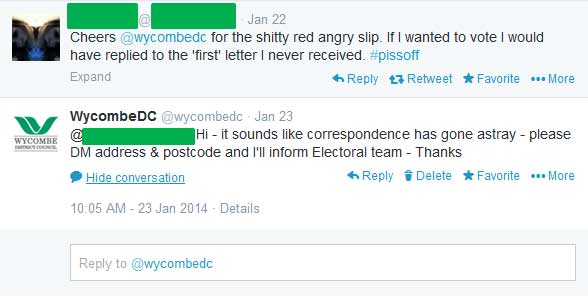 @ · Jan 22
Cheers @wycombedc for the shitty red angry slip. If I wanted to vote I would
have replied to the 'first' letter I never received. #pissoff
Expand Reply Retweet Favorite ••• More
WycombeDC @wycombedc · Jan 23
@ Hi - it sounds like correspondence has gone astray - please
DM address & postcode and I'll inform Electoral team - Thanks
WYCOMBE
DISTRICT COUNCIL
Hide conversation Reply Delete Favorite ••• More
10:05 AM - 23 Jan 2014 · Details
Reply to @wycombedc